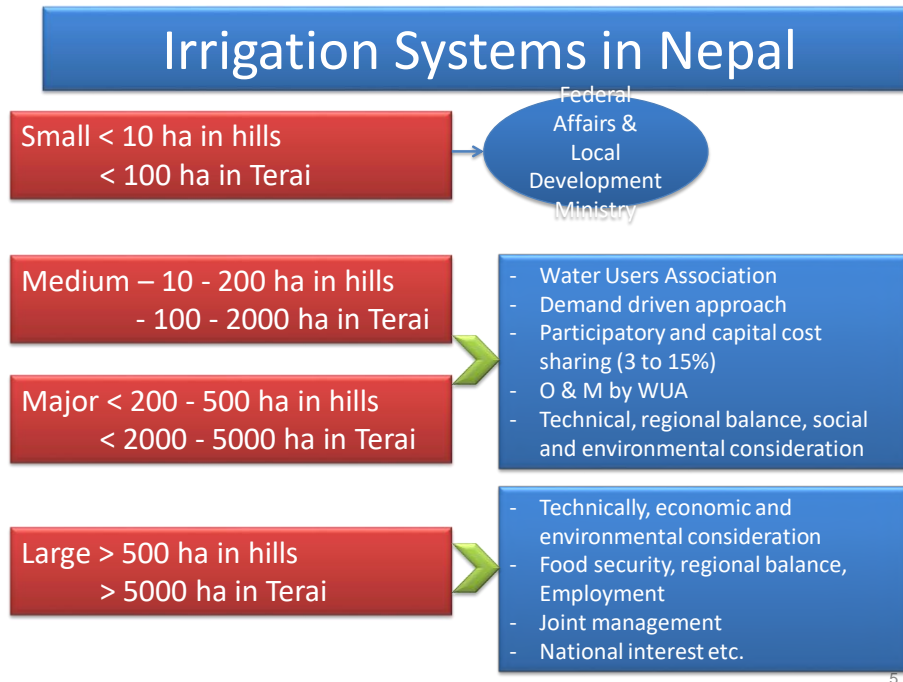 Irrigation Systems in Nepal
Small < 10 ha in hills
< 100 ha in Terai
Federal
Affairs &
Local
Development
Ministry
Medium – 10 - 200 ha in hills
- 100 - 2000 ha in Terai
Major < 200 - 500 ha in hills
< 2000 - 5000 ha in Terai
- Water Users Association
- Demand driven approach
- Participatory and capital cost
sharing (3 to 15%)
- O & M by WUA
- Technical, regional balance, social
and environmental consideration
Large > 500 ha in hills
> 5000 ha in Terai
- Technically, economic and
environmental consideration
- Food security, regional balance,
Employment
- Joint management
- National interest etc.
5